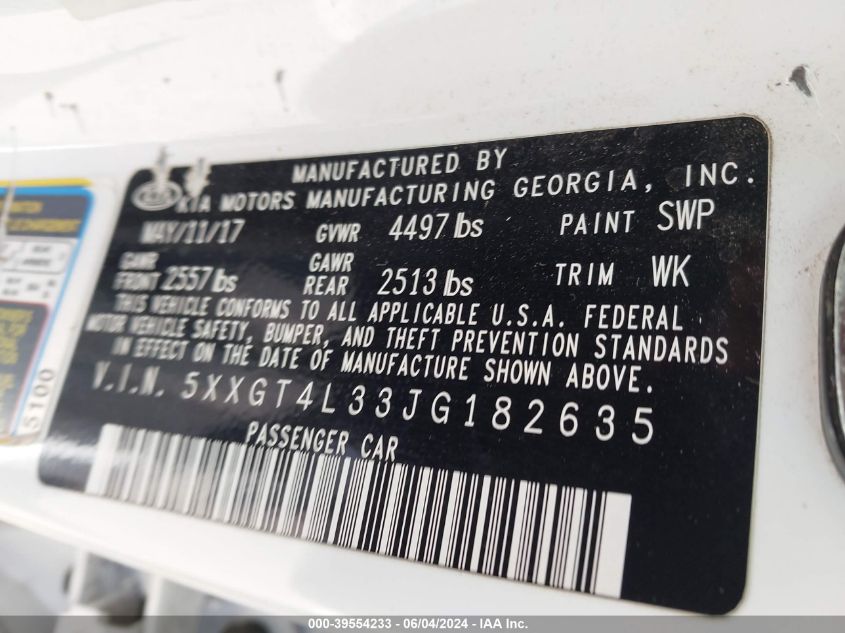 MANUFACTURED BY
KIA MOTORS MANUFACTURING GEORGIA, INC.
MAY/11/17 GVWR 4497 lbs PAINT SWP
GAWR FRONT 2557 lbs GAWR REAR 2513 lbs TRIM WK
THIS VEHICLE CONFORMS TO ALL APPLICABLE U.S.A. FEDERAL
MOTOR VEHICLE SAFETY, BUMPER, AND THEFT PREVENTION STANDARDS
IN EFFECT ON THE DATE OF MANUFACTURE SHOWN ABOVE.
V.I.N. 5XXGT4L33JG182635
PASSENGER CAR
5100
000-39554233 - 06/04/2024 - IAA Inc.